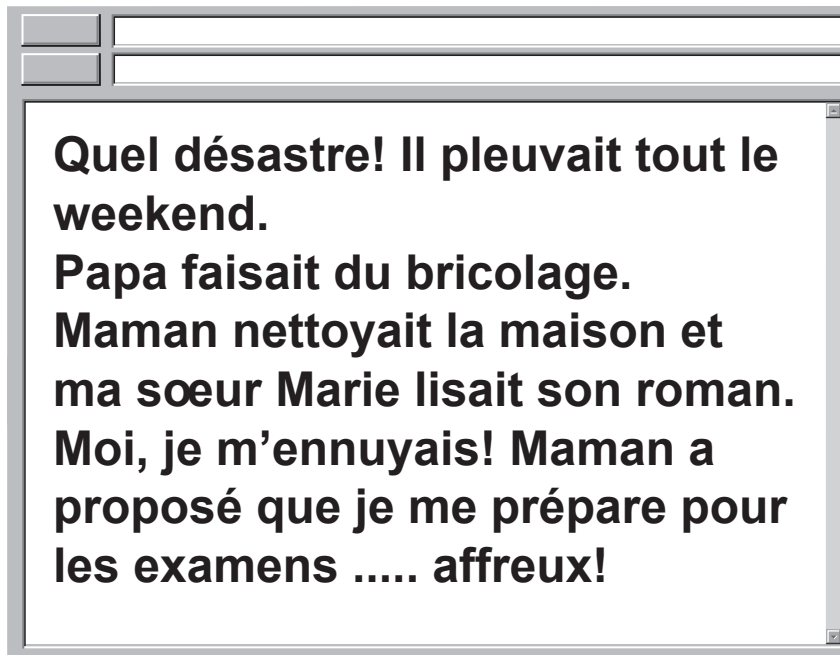 Quel désastre! Il pleuvait tout le
weekend.
Papa faisait du bricolage.
Maman nettoyait la maison et
ma sœur Marie lisait son roman.
Moi, je m’ennuyais! Maman a
proposé que je me prépare pour
les examens ..... affreux!